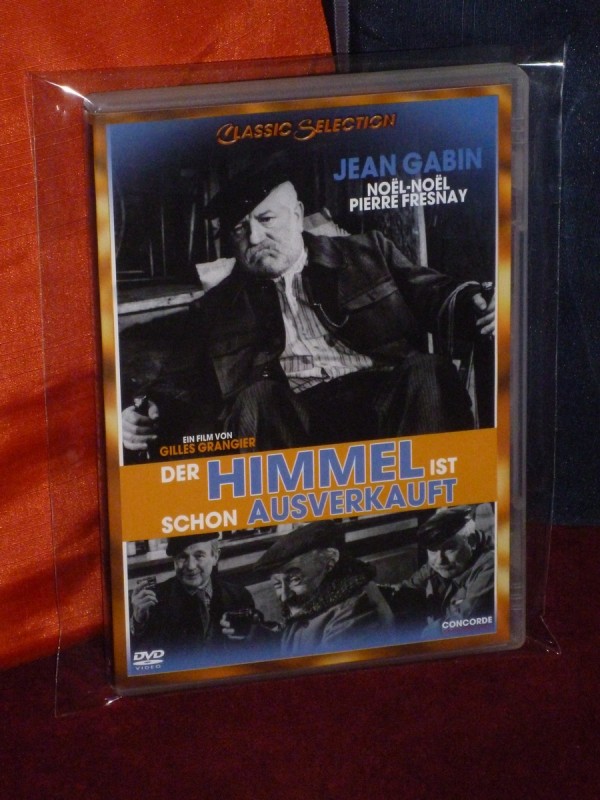 CLASSIC SELECTION
JEAN GABIN
NOËL-NOËL
PIERRE FRESNAY
EIN FILM VON
GILLES GRANGIER
DER HIMMEL IST
SCHON AUSVERKAUFT
DVD
VIDEO
CONCORDE